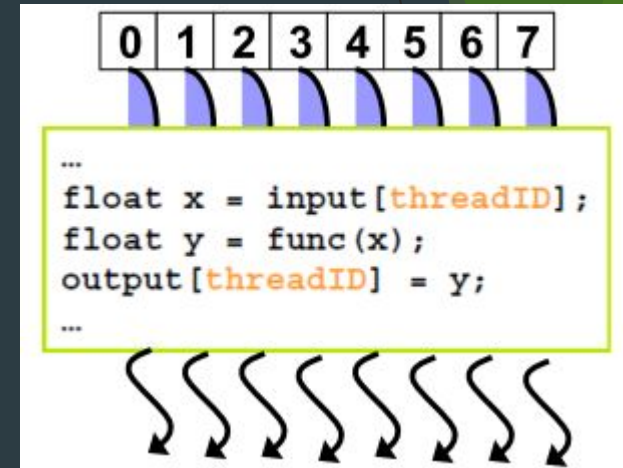 0 1 2 3 4 5 6 7
...
float x = input[threadID];
float y = func(x);
output[threadID] = y;
...